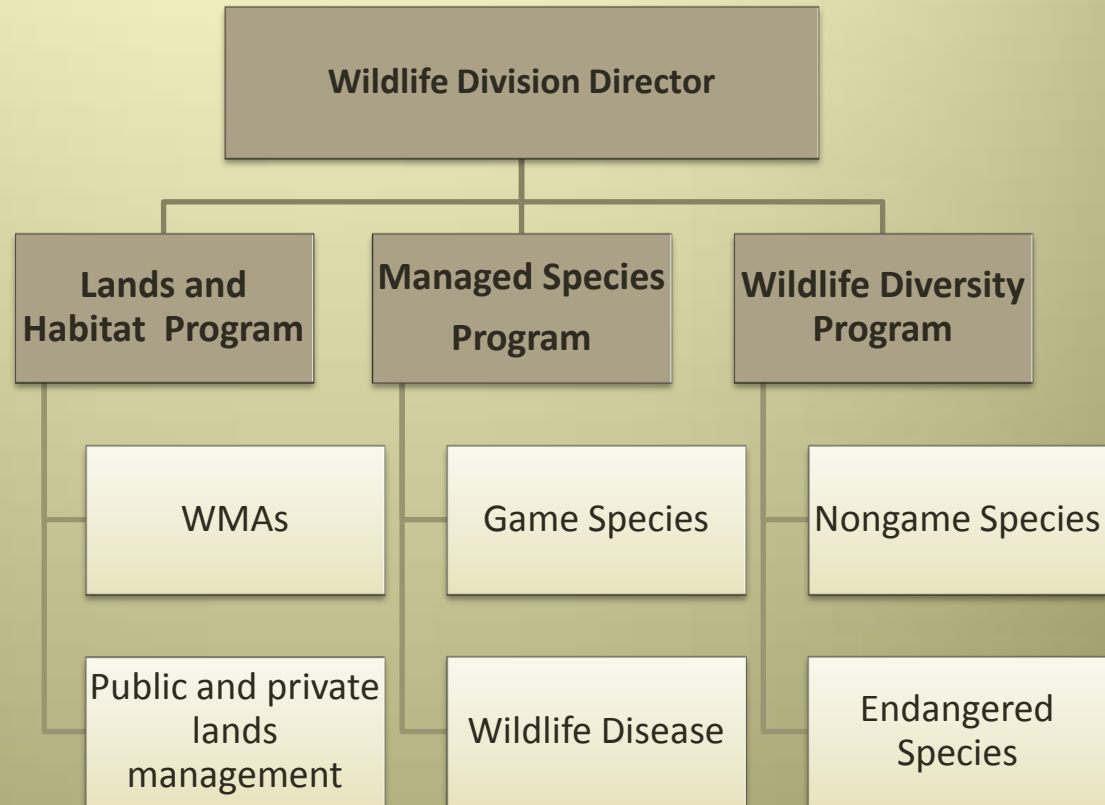 Wildlife Division Director
Lands and
Habitat Program
Managed Species
Program
Wildlife Diversity
Program
WMAs
Game Species
Nongame Species
Public and private
lands
management
Wildlife Disease
Endangered
Species